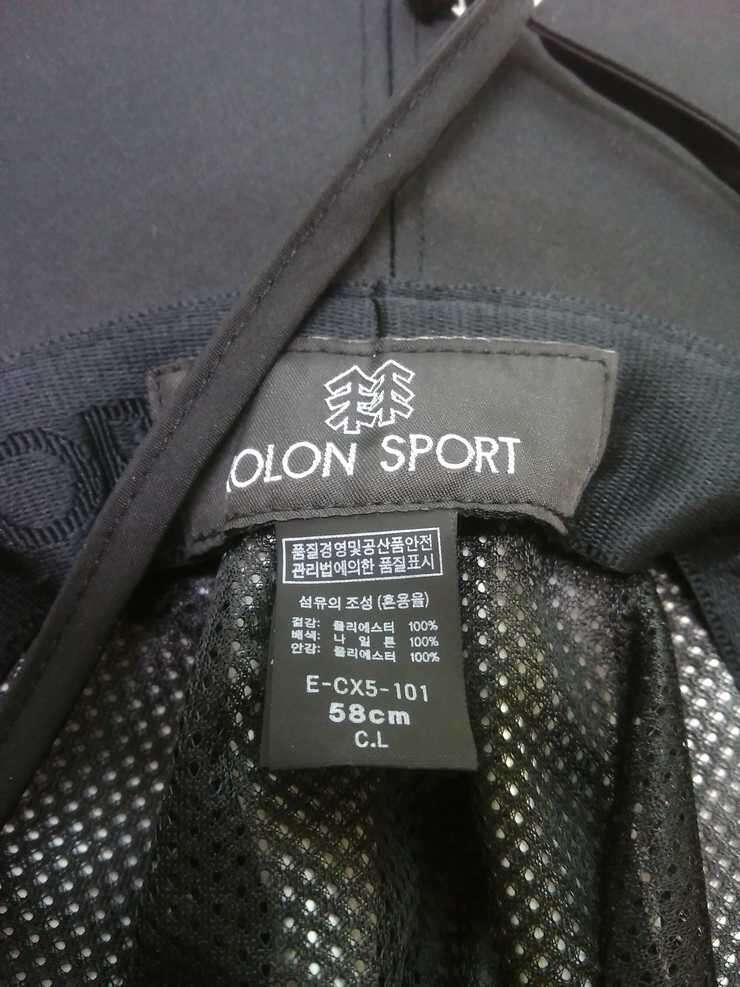 OLON SPORT
품질경영및공산품안전
관리법에의한 품질표시
섬유의 조성 (혼용율)
겉감: 폴리에스터 100%
배색: 나 일 론 100%
안감: 폴리에스터 100%
E-CX5-101
58cm
C.L